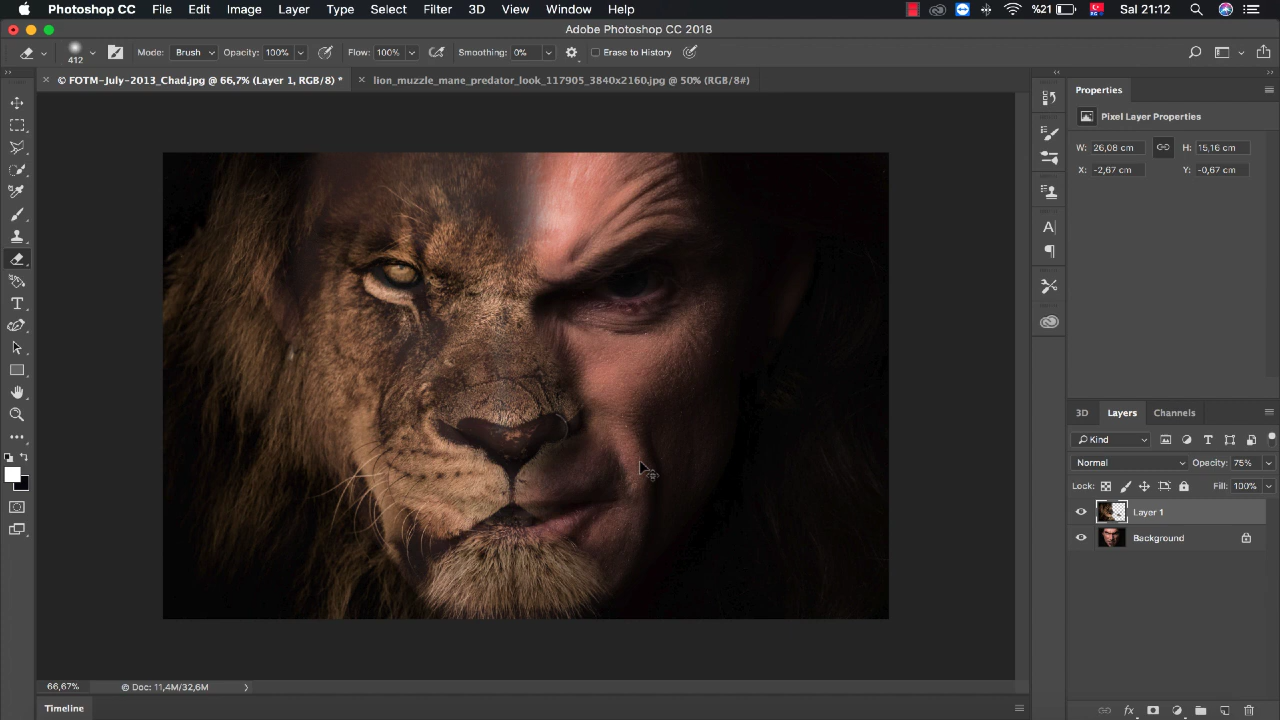 Photoshop CC File Edit Image Layer Type Select Filter 3D View Window Help %21 Sal 21:12
Adobe Photoshop CC 2018
412 Mode: Brush Opacity: 100% Flow: 100% Smoothing: 0% Erase to History
© FOTM-July-2013_Chad.jpg @ 66,7% (Layer 1, RGB/8) * lion_muzzle_mane_predator_look_117905_3840x2160.jpg @ 50% (RGB/8#)
Properties
Pixel Layer Properties
W: 26,08 cm H: 15,16 cm
X: -2,67 cm Y: -0,67 cm
3D Layers Channels
Kind
Normal Opacity: 75%
Lock: Fill: 100%
Layer 1
Background
66,67% © Doc: 11,4M/32,6M
Timeline